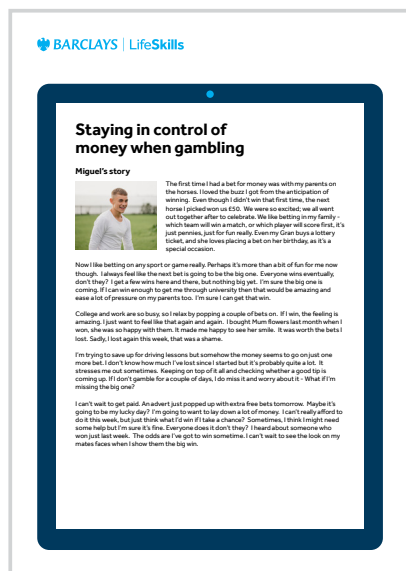 BARCLAYS | LifeSkills
Staying in control of
money when gambling
Miguel's story
The first time I had a bet for money was with my parents on
the horses. I loved the buzz I got from the anticipation of
winning. Even though I didn't win that first time, the next
horse I picked won us £50. We were so excited; we all went
out together after to celebrate. We like betting in my family -
which team will win a match, or which player will score first, it's
just pennies, just for fun really. Even my Gran buys a lottery
ticket, and she loves placing a bet on her birthday, as it's a
special occasion.
Now I like betting on any sport or game really. Perhaps it's more than a bit of fun for me now
though. I always feel like the next bet is going to be the big one. Everyone wins eventually,
don't they? I get a few wins here and there, but nothing yet. I'm sure the big one is
coming. If I can win enough to get me through university then that would be amazing and
ease a lot of pressure on my parents too. I'm sure I can get that win.
College and work are so busy, so I relax by popping a couple of bets on. If I win, the feeling is
amazing. I just want to feel like that again and again. I bought Mum flowers last month when I
won, she was so happy with them. It made me happy to see her smile. It was worth the bets I
lost. Sadly, I lost again this week, that was a shame.
I'm trying to save up for driving lessons but somehow the money seems to go on just one
more bet. I don't know how much I've lost since I started but it's probably quite a lot. It
stresses me out sometimes. Keeping on top of it all and checking whether a good tip is
coming up. If I don't gamble for a couple of days, I do miss it and worry about it - What if I'm
missing the big one?
I can't wait to get paid. An advert just popped up with extra free bets tomorrow. Maybe it's
going to be my lucky day? I'm going to want to lay down a lot of money. I can't really afford to
do it this week, but just think what I'd win if I take a chance? Sometimes, I think I might need
some help but I'm sure it's fine. Everyone does it don't they? I heard about someone who
won just last week. The odds are I've got to win sometime. I can't wait to see the look on my
mates faces when I show them the big win.